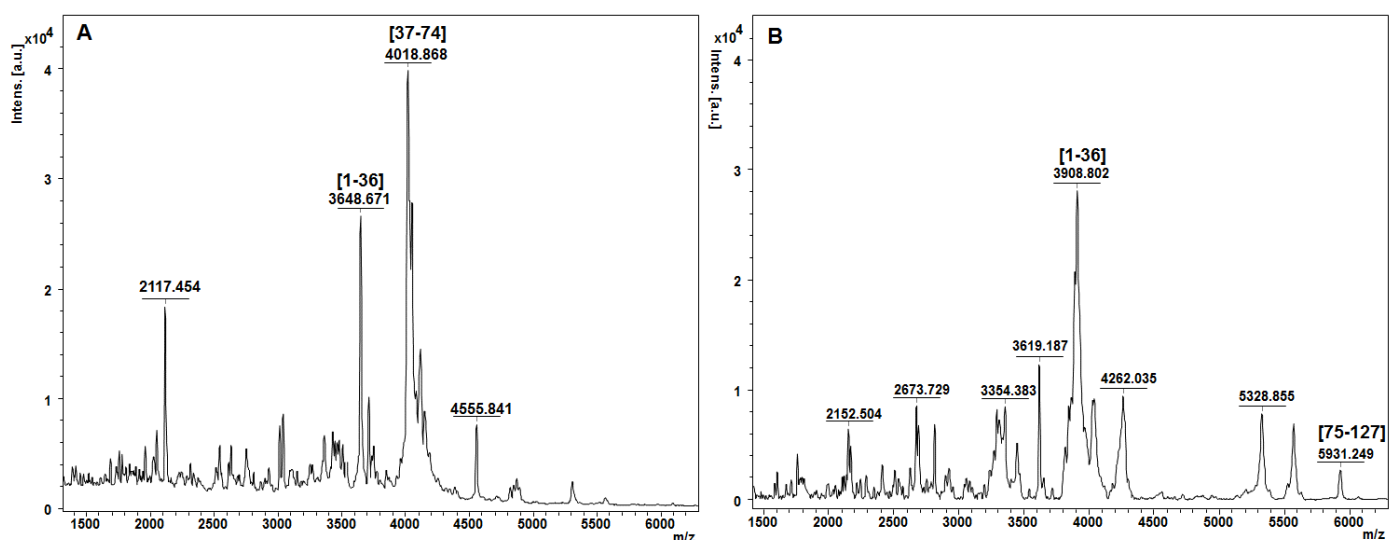 A
Intens. [a.u.]
x10⁴
4
3
2
1
0
[37-74]
4018.868
[1-36]
3648.671
2117.454
4555.841
1500 2000 2500 3000 3500 4000 4500 5000 5500 6000
m/z
B
Intens. [a.u.]
x10⁴
4
3
2
1
0
[1-36]
3908.802
3619.187
2673.729
3354.383
4262.035
2152.504
5328.855
[75-127]
5931.249
1500 2000 2500 3000 3500 4000 4500 5000 5500 6000
m/z